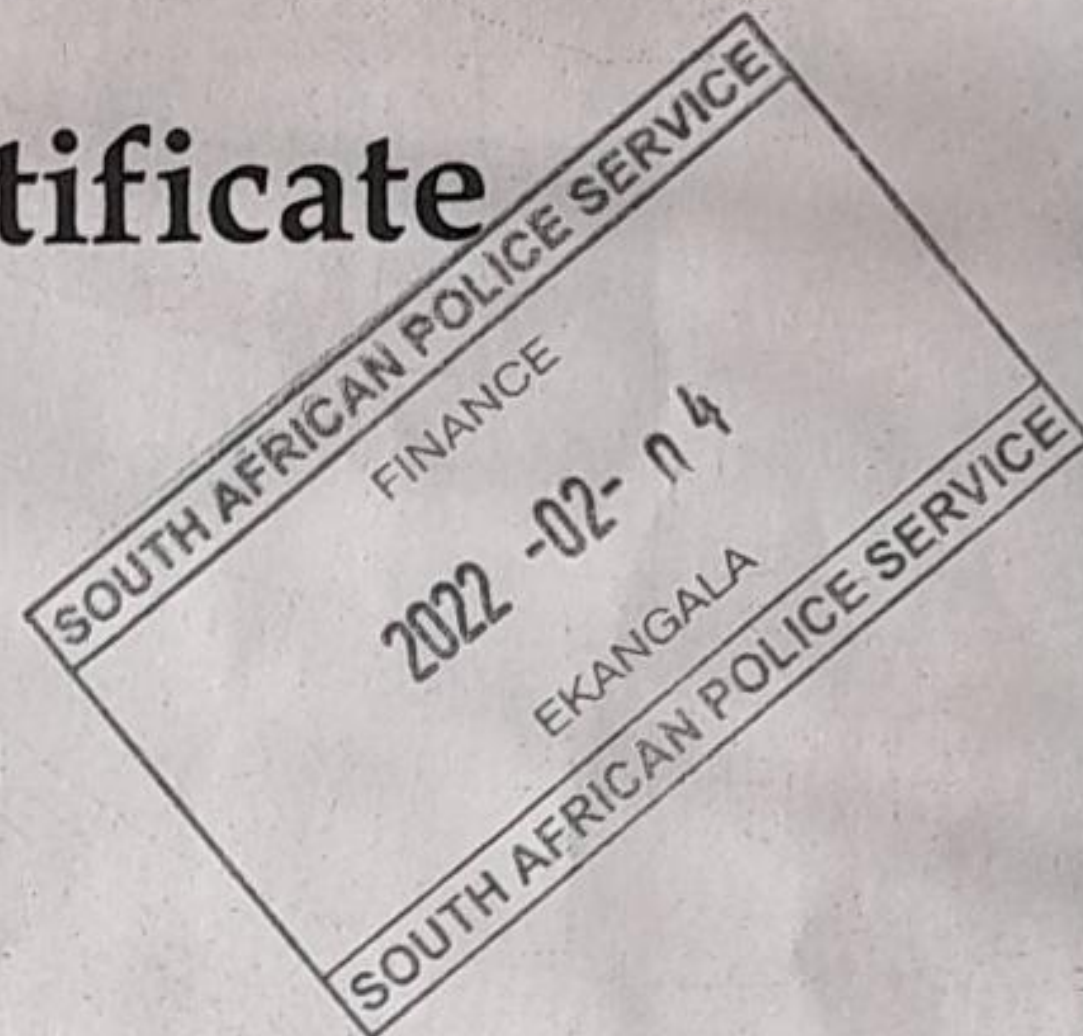 tificate
SOUTH AFRICAN POLICE SERVICE
FINANCE
2022 -02- 04
EKANGALA
SOUTH AFRICAN POLICE SERVICE